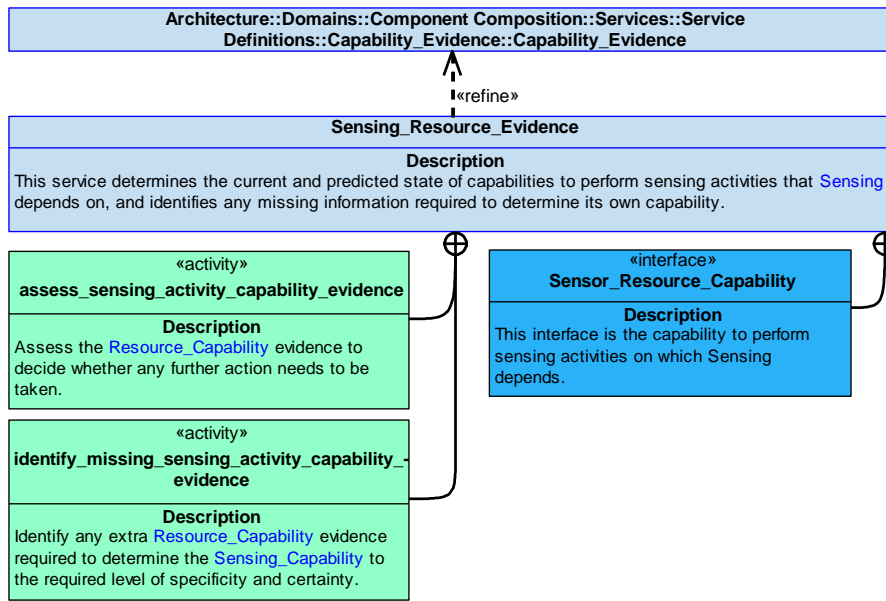 Architecture::Domains::Component Composition::Services::Service
Definitions::Capability_Evidence::Capability_Evidence
«refine»
Sensing_Resource_Evidence
Description
This service determines the current and predicted state of capabilities to perform sensing activities that Sensing
depends on, and identifies any missing information required to determine its own capability.
«activity»
assess_sensing_activity_capability_evidence
Description
Assess the Resource_Capability evidence to
decide whether any further action needs to be
taken.
«interface»
Sensor_Resource_Capability
Description
This interface is the capability to perform
sensing activities on which Sensing
depends.
«activity»
identify_missing_sensing_activity_capability_-
evidence
Description
Identify any extra Resource_Capability evidence
required to determine the Sensing_Capability to
the required level of specificity and certainty.